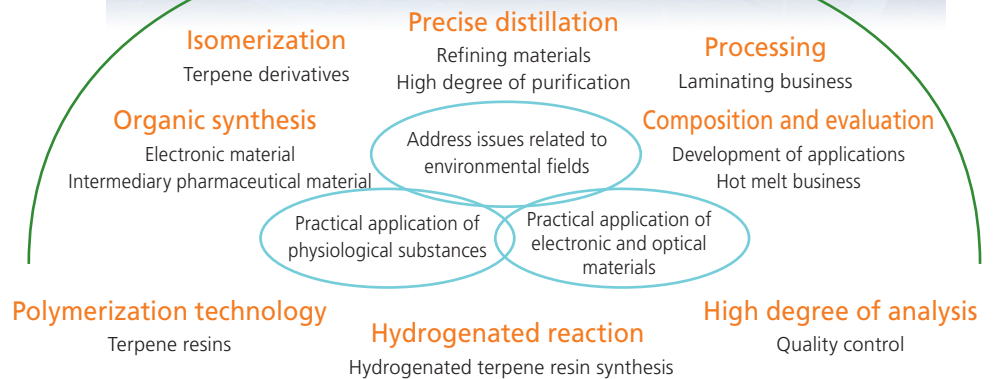 Precise distillation
Refining materials
High degree of purification
Isomerization
Terpene derivatives
Processing
Laminating business
Organic synthesis
Electronic material
Intermediary pharmaceutical material
Composition and evaluation
Development of applications
Hot melt business
Address issues related to
environmental fields
Practical application of
physiological substances
Practical application of
electronic and optical
materials
Polymerization technology
Terpene resins
Hydrogenated reaction
Hydrogenated terpene resin synthesis
High degree of analysis
Quality control